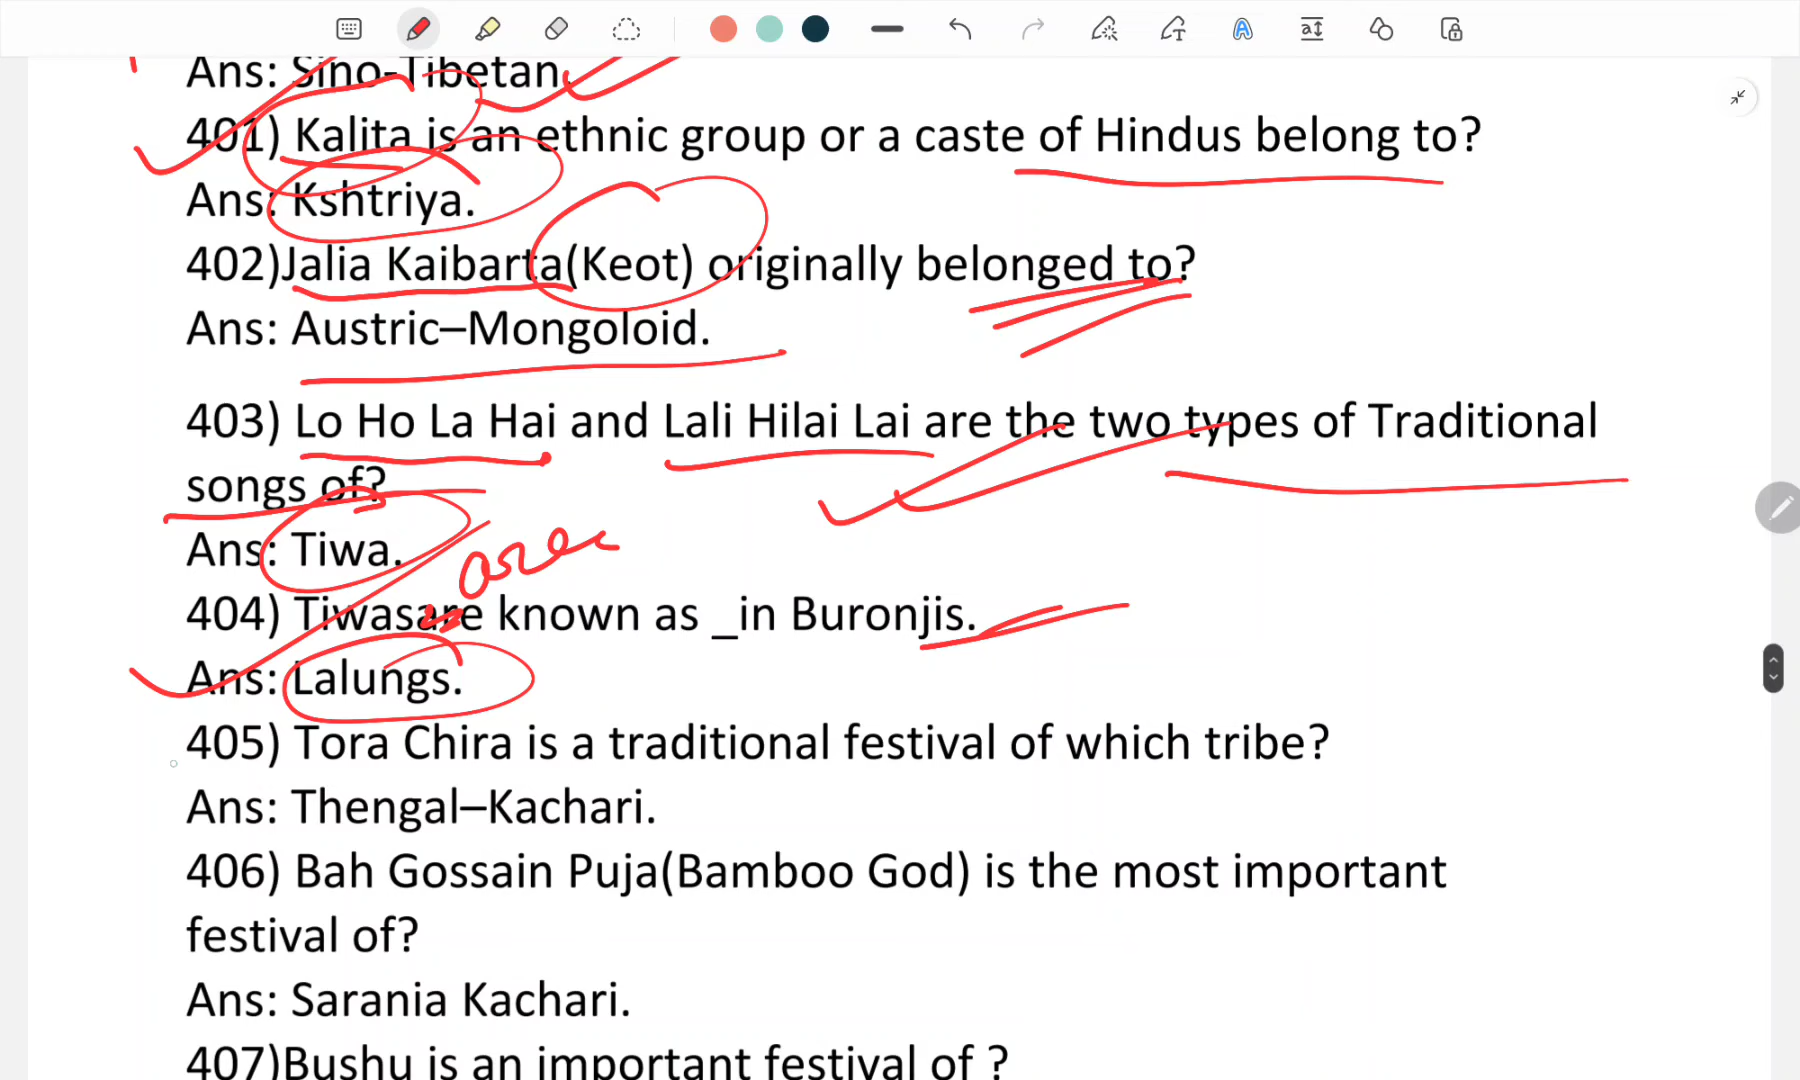 Ans: Sino-Tibetan.
401) Kalita is an ethnic group or a caste of Hindus belong to?
Ans: Kshtriya.
402)Jalia Kaibarta(Keot) originally belonged to?
Ans: Austric–Mongoloid.
403) Lo Ho La Hai and Lali Hilai Lai are the two types of Traditional
songs of?
Ans: Tiwa.
are
404) Tiwasare known as _in Buronjis.
Ans: Lalungs.
405) Tora Chira is a traditional festival of which tribe?
Ans: Thengal–Kachari.
406) Bah Gossain Puja(Bamboo God) is the most important
festival of?
Ans: Sarania Kachari.
407)Bushu is an important festival of ?